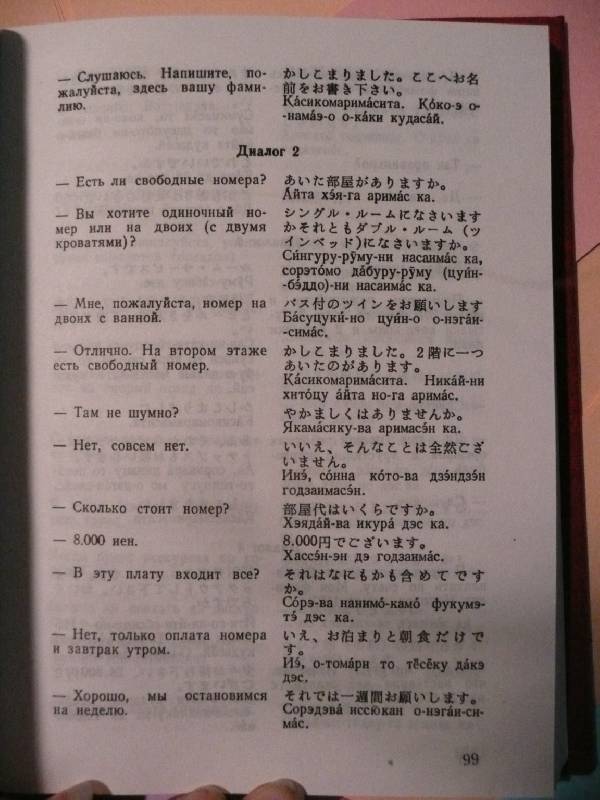 — Слушаюсь. Напишите, по-
жалуйста, здесь вашу фами-
лию.
かしこまりました。ここへお名
前をお書き下さい。
Ка́сикомаримасита. Ко́ко-э о-
-нама́э-о о-ка́ки кудаса́й.
Диалог 2
— Есть ли свободные номера?
あいた部屋がありますか。
А́йта хэ́я-га арима́с ка.
— Вы хотите одиночный но-
мер или на двоих (с двумя
кроватями)?
シングル・ルームになさいます
かそれともダブル・ルーム (ツ
インベッド)になさいますか。
Си́нгуру-рӯму-ни насаима́с ка,
сорэто́мо да́буру-рӯму (цуи́н-
-бэ́ддо)-ни насаима́с ка.
— Мне, пожалуйста, номер на
двоих с ванной.
バス付のツインをお願いします
Ба́суцуки́-но цуи́н-о о-нэга́и-
-сима́с.
— Отлично. На втором этаже
есть свободный номер.
かしこまりました。2階に一つ
あいたのがあります。
Ка́сикомаримасита. Ника́й-ни
хито́цу а́йта но-га арима́с.
— Там не шумно?
やかましくはありませんか。
Якама́сику-ва аримасэ́н ка.
— Нет, совсем нет.
いいえ、そんなことは全然ござ
いません。
Ииэ́, со́нна ко́то-ва дзэ́ндзэн
годзаимасэ́н.
— Сколько стоит номер?
部屋代はいくらですか。
Хэяда́й-ва икура́ дэс ка.
— 8.000 иен.
8.000円でございます。
Хассэ́н-эн дэ годзаима́с.
— В эту плату входит все?
それはなにもかも含めてです
か。
Со́рэ-ва нанимо́-камо́ фукумэ-
тэ́ дэс ка.
— Нет, только оплата номера
и завтрак утром.
いえ、お泊まりと朝食だけで
す。
Иэ́, о-тома́ри то тё̄сёку да́кэ
дэс.
— Хорошо, мы остановимся
на неделю.
それでは一週間お願いします。
Сорэдэва́ иссю̄кан о-нэга́и-си-
ма́с.
99